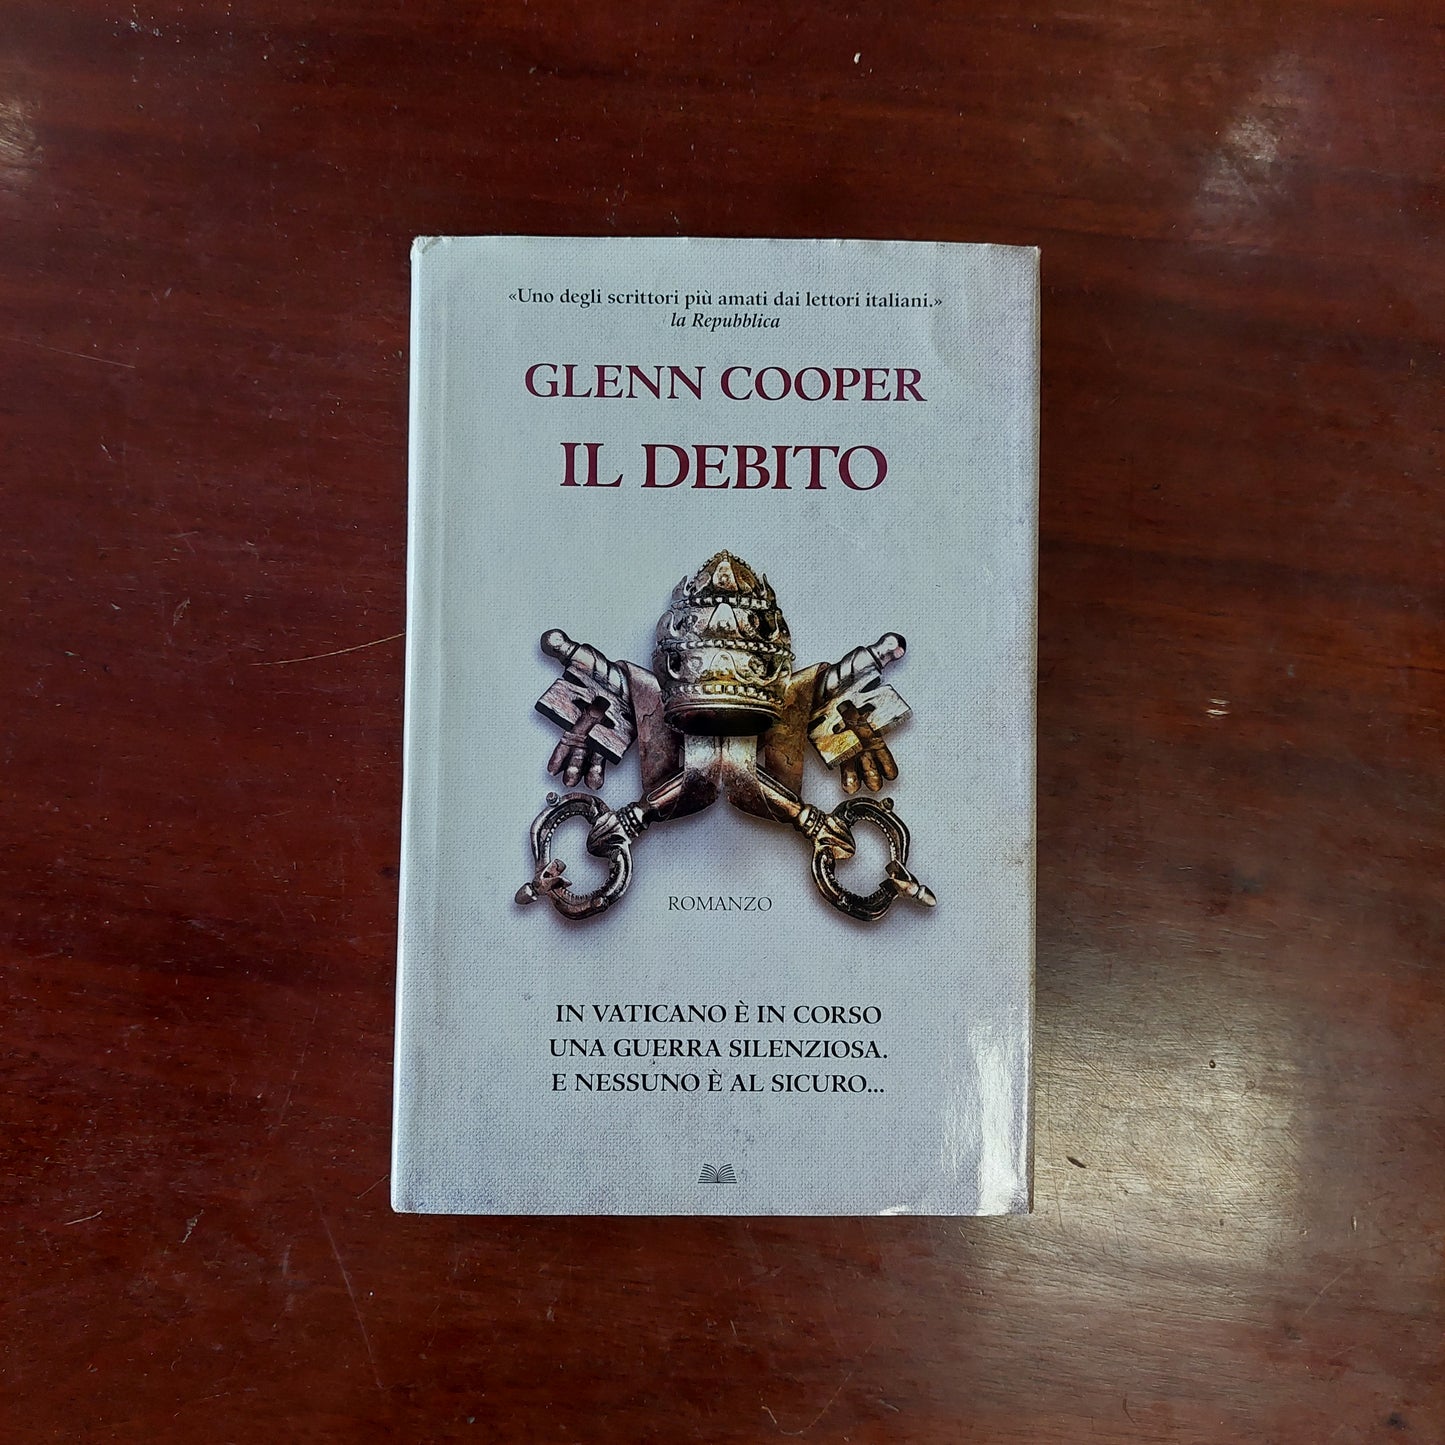 «Uno degli scrittori più amati dai lettori italiani.»
la Repubblica
GLENN COOPER
IL DEBITO
ROMANZO
IN VATICANO È IN CORSO
UNA GUERRA SILENZIOSA.
E NESSUNO È AL SICURO...